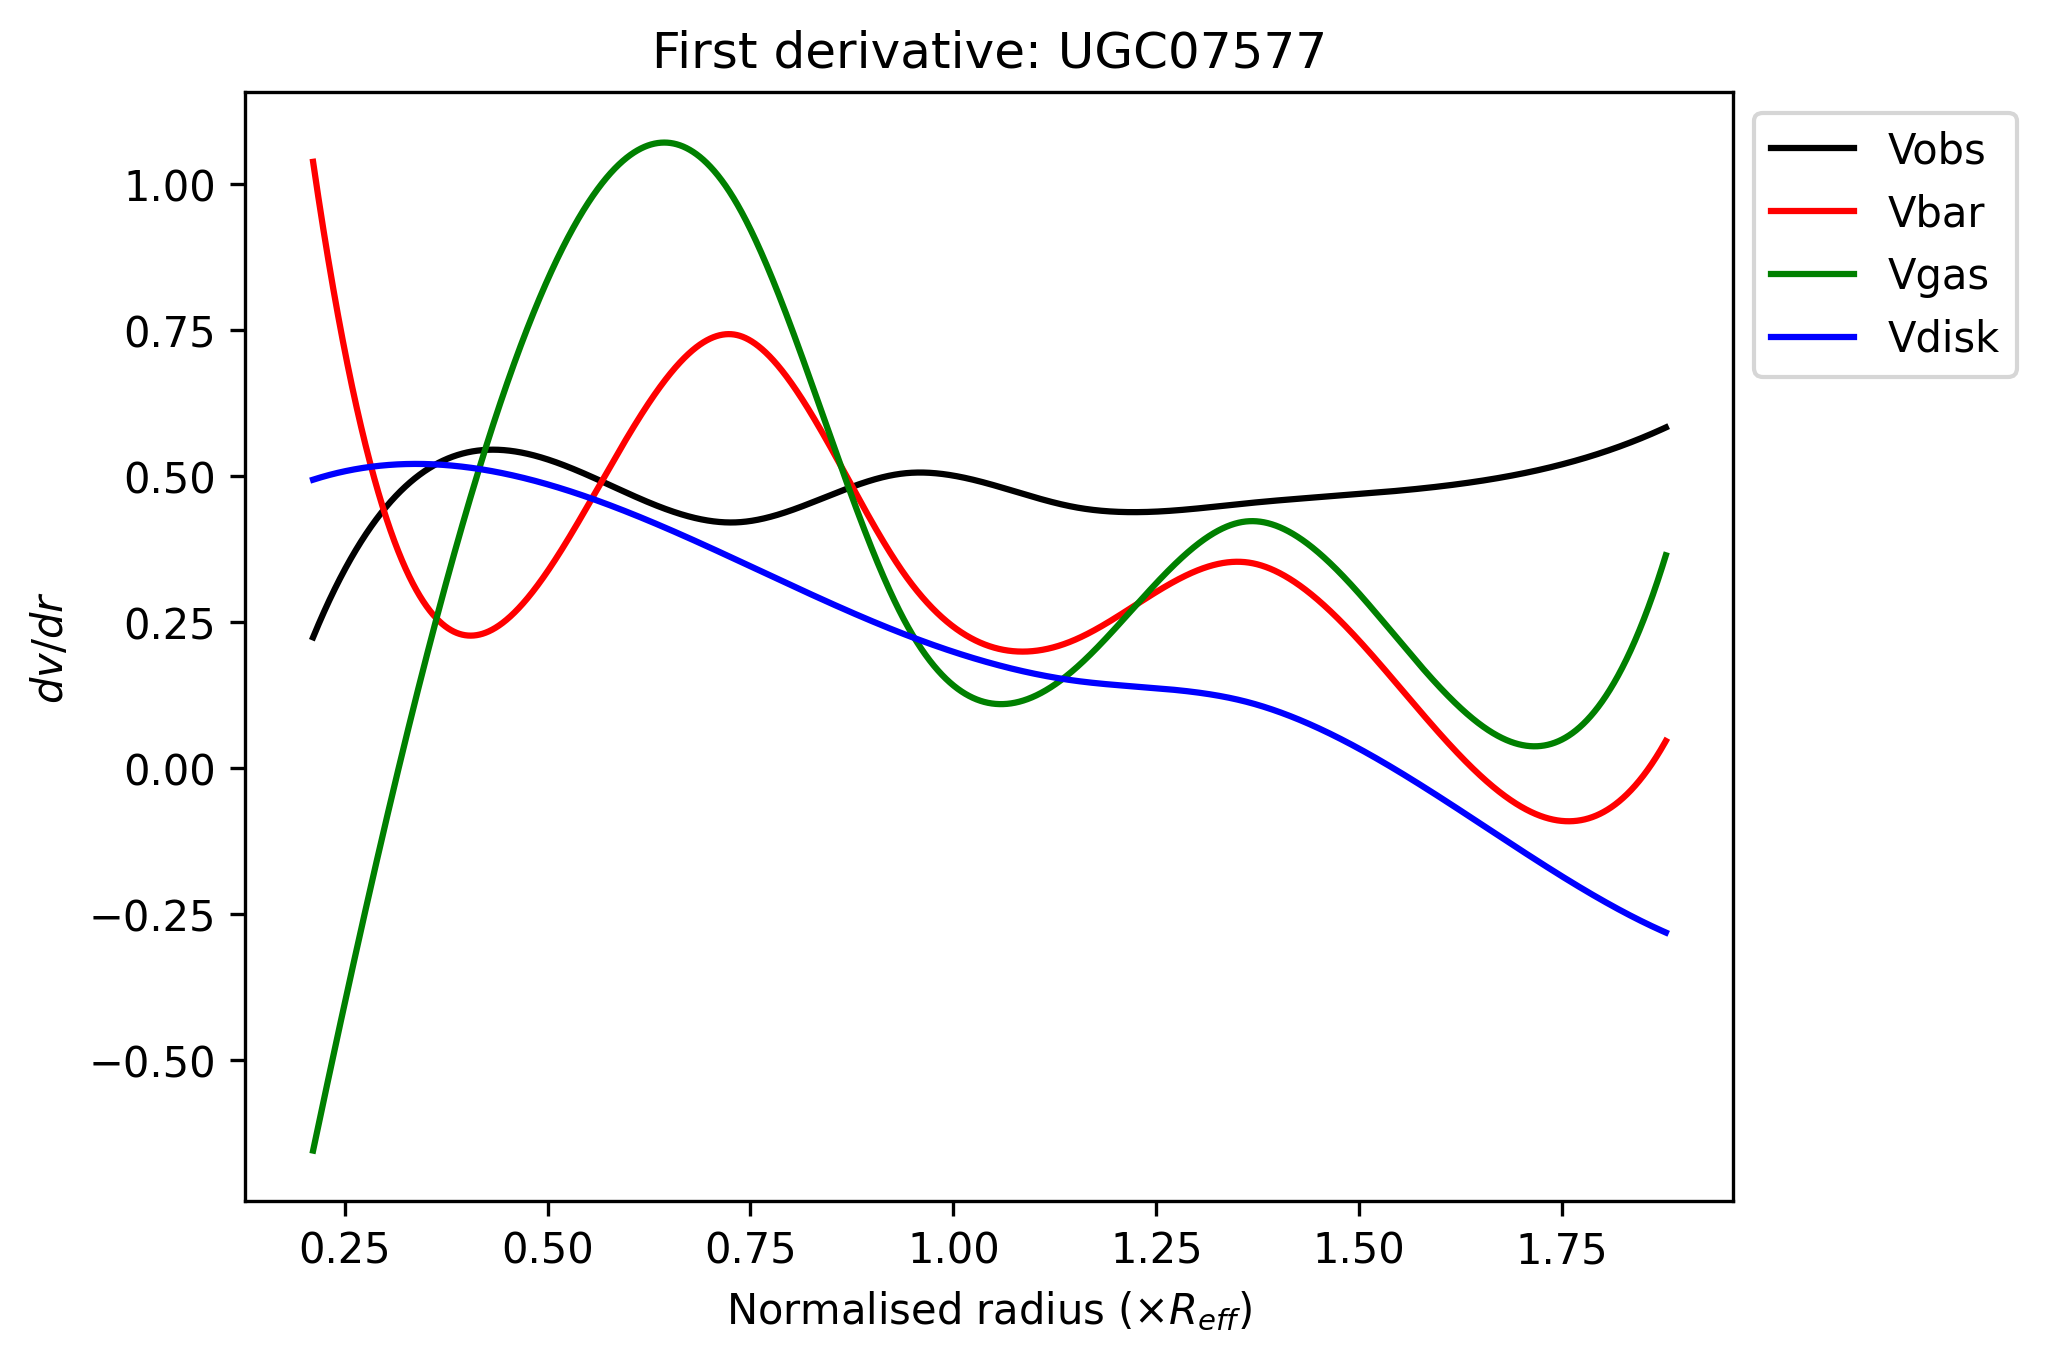 First derivative: UGC07577
Vobs
Vbar
Vgas
Vdisk
1.00
0.75
0.50
0.25
0.00
−0.25
−0.50
dv/dr
0.25 0.50 0.75 1.00 1.25 1.50 1.75
Normalised radius (×R_eff)